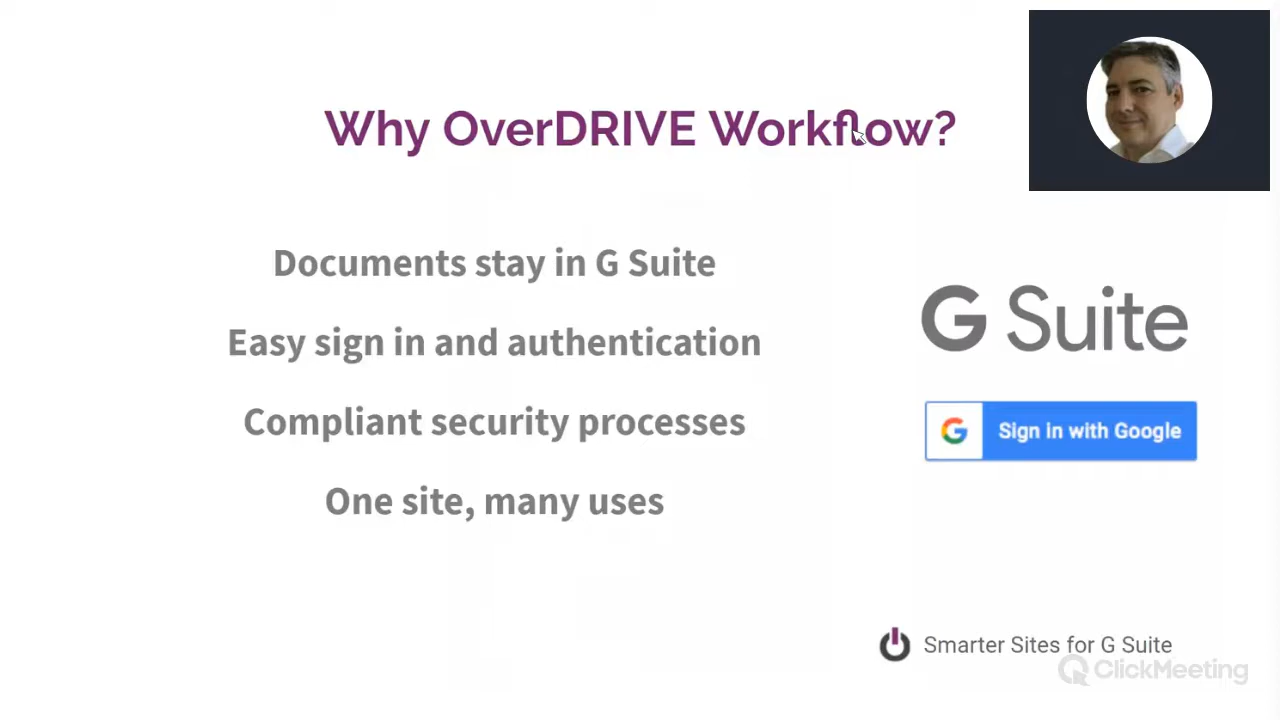 Why OverDRIVE Workflow?
Documents stay in G Suite
Easy sign in and authentication
Compliant security processes
One site, many uses
G Suite
G Sign in with Google
Smarter Sites for G Suite
ClickMeeting